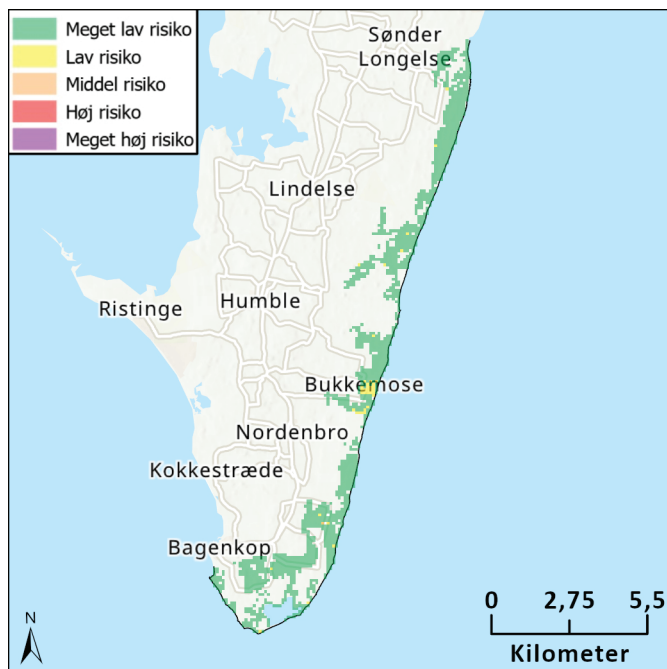 Meget lav risiko
Lav risiko
Middel risiko
Høj risiko
Meget høj risiko
Sønder
Longelse
Lindelse
Ristinge
Humble
Bukkemose
Nordenbro
Kokkestræde
Bagenkop
N
0 2,75 5,5
Kilometer